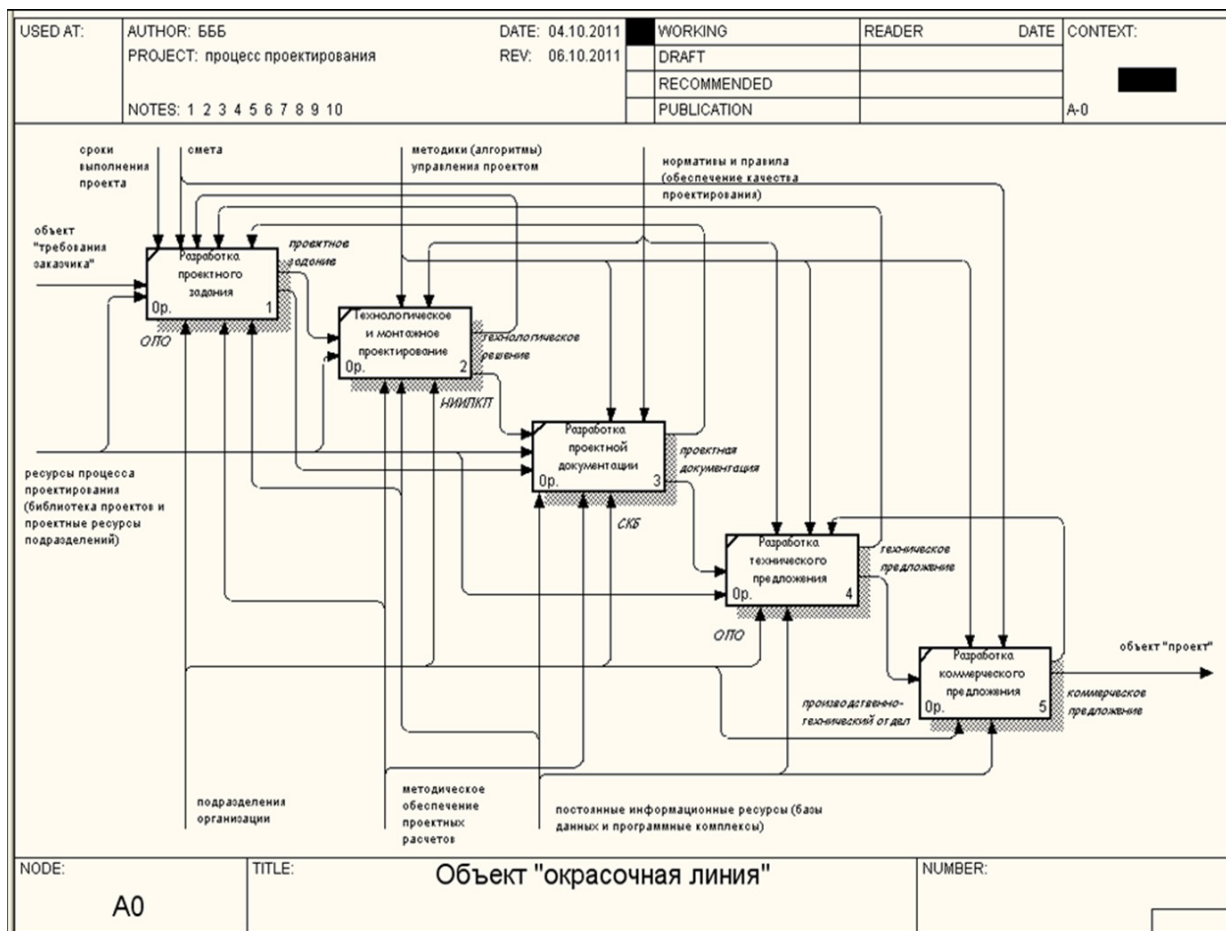 USED AT:
AUTHOR: БББ
DATE: 04.10.2011
WORKING
READER
DATE
CONTEXT:
PROJECT: процесс проектирования
REV: 06.10.2011
DRAFT
RECOMMENDED
NOTES: 1 2 3 4 5 6 7 8 9 10
PUBLICATION
A-0
сроки
выполнения
проекта
смета
методики (алгоритмы)
управления проектом
нормативы и правила
(обеспечение качества
проектирования)
объект
"требования
заказчика"
Разработка
проектного
задания
0р.
1
проектное
задание
ОПО
Технологическое
и монтажное
проектирование
0р.
2
технологическое
решение
НИИЛКП
Разработка
проектной
документации
0р.
3
проектная
документация
СКБ
ресурсы процесса
проектирования
(библиотека проектов и
проектные ресурсы
подразделений)
Разработка
технического
предложения
0р.
4
техническое
предложение
ОПО
Разработка
коммерческого
предложения
0р.
5
объект "проект"
коммерческое
предложение
производственно-
технический отдел
подразделения
организации
методическое
обеспечение
проектных
расчетов
постоянные информационные ресурсы (базы
данных и программные комплексы)
NODE:
A0
TITLE:
Объект "окрасочная линия"
NUMBER: